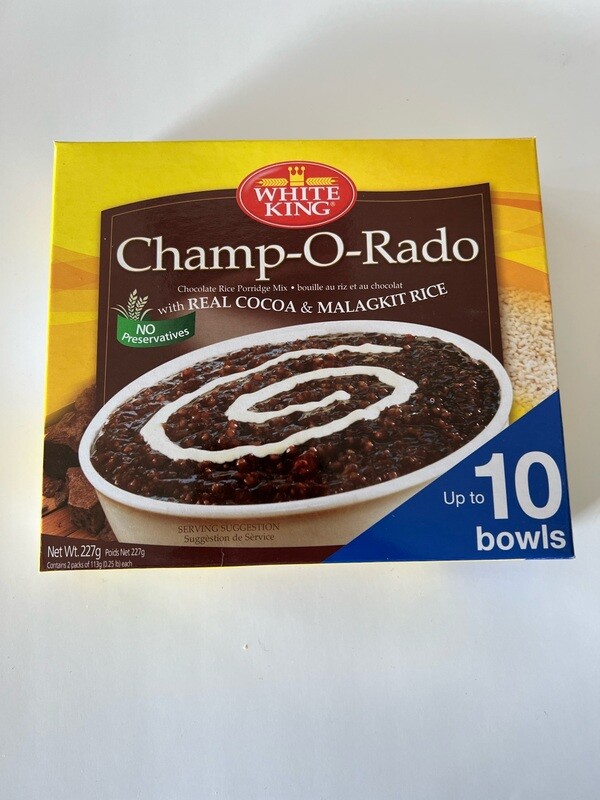 WHITE
KING®
Champ-O-Rado
Chocolate Rice Porridge Mix • bouille au riz et au chocolat
with REAL COCOA & MALAGKIT RICE
NO
Preservatives
Up to 10
bowls
SERVING SUGGESTION
Suggèstion de Sèrvice
Net Wt. 227g Poids Net 227g
Contains 2 packs of 113g (0.25 lb) each